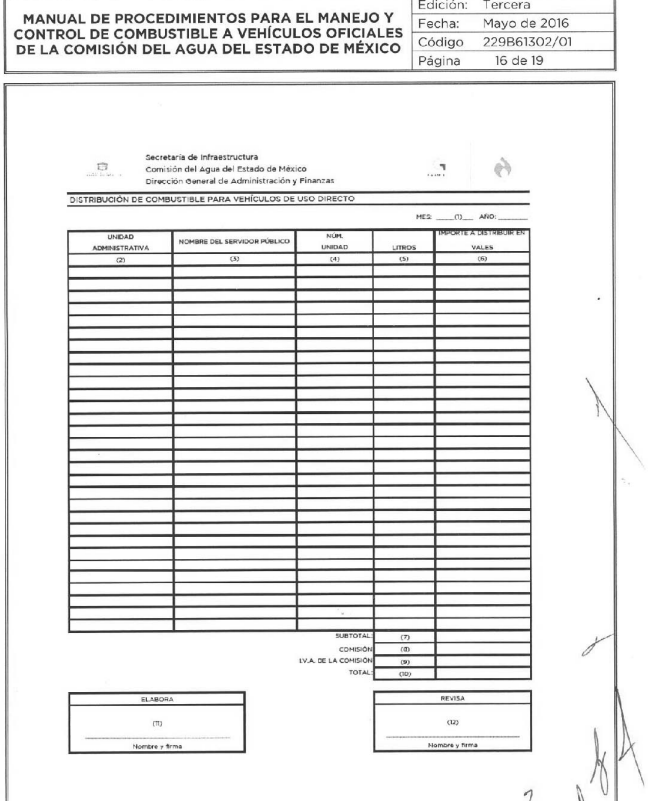 MANUAL DE PROCEDIMIENTOS PARA EL MANEJO Y
CONTROL DE COMBUSTIBLE A VEHÍCULOS OFICIALES
DE LA COMISIÓN DEL AGUA DEL ESTADO DE MÉXICO
Edición: Tercera
Fecha: Mayo de 2016
Código 229B61302/01
Página 16 de 19
Secretaría de Infraestructura
Comisión del Agua del Estado de México
Dirección General de Administración y Finanzas
DISTRIBUCIÓN DE COMBUSTIBLE PARA VEHÍCULOS DE USO DIRECTO
MES: ____(1)___ AÑO: _______
UNIDAD ADMINISTRATIVA
NOMBRE DEL SERVIDOR PÚBLICO
NÚM. UNIDAD
LITROS
IMPORTE A DISTRIBUIR EN VALES
(2) (3) (4) (5) (6)
SUBTOTAL: (7)
COMISIÓN (8)
I.V.A. DE LA COMISIÓN (9)
TOTAL: (10)
ELABORA
(11)
Nombre y firma
REVISA
(12)
Nombre y firma